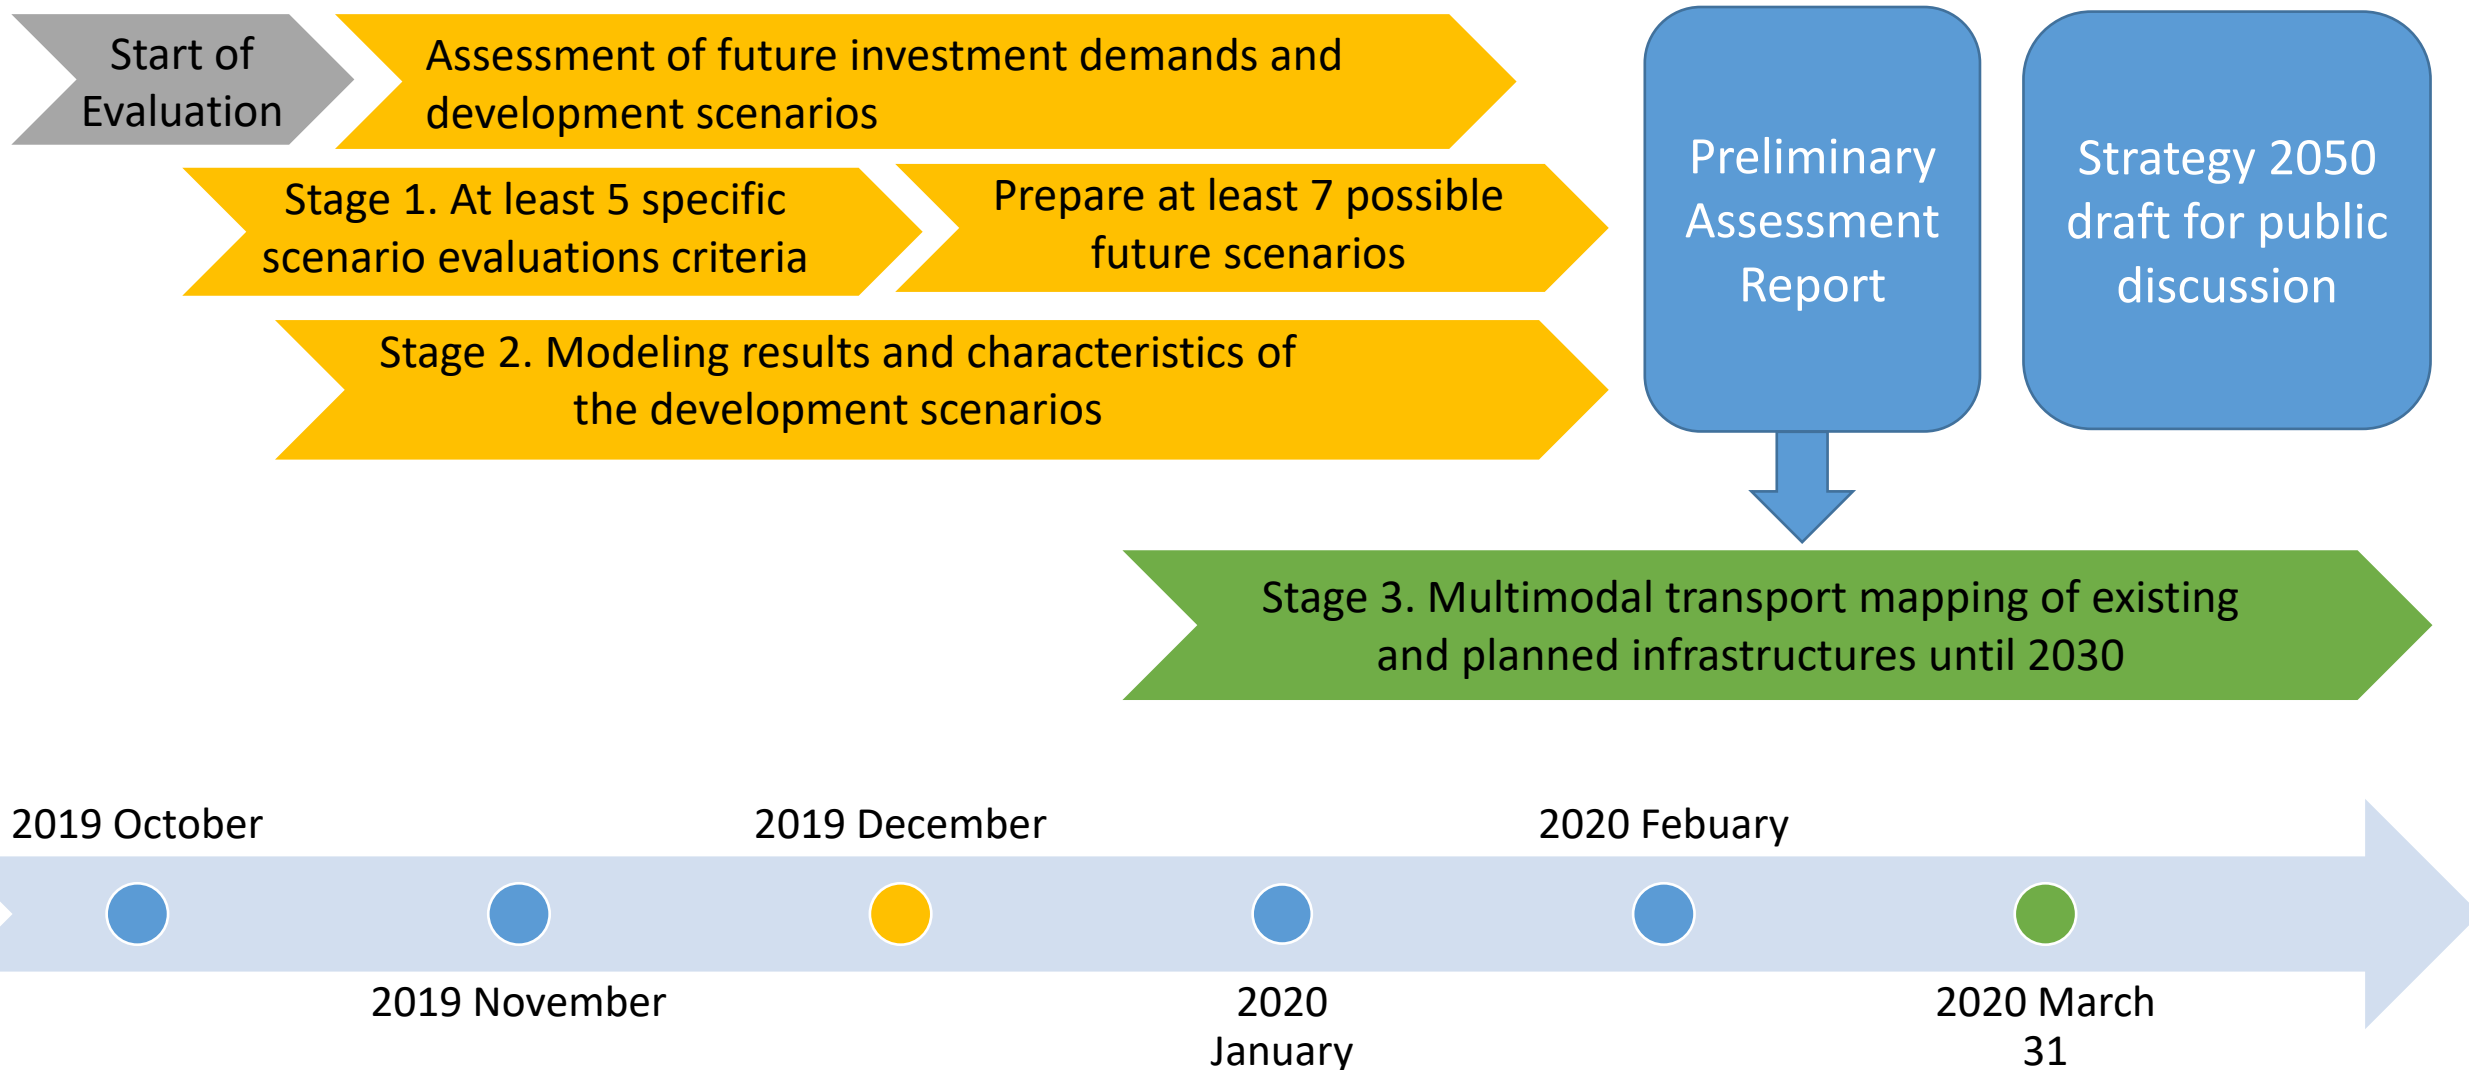 Start of
Evaluation
Assessment of future investment demands and
development scenarios
Stage 1. At least 5 specific
scenario evaluations criteria
Prepare at least 7 possible
future scenarios
Stage 2. Modeling results and characteristics of
the development scenarios
Preliminary
Assessment
Report
Strategy 2050
draft for public
discussion
Stage 3. Multimodal transport mapping of existing
and planned infrastructures until 2030
2019 October
2019 November
2019 December
2020
January
2020 Febuary
2020 March
31